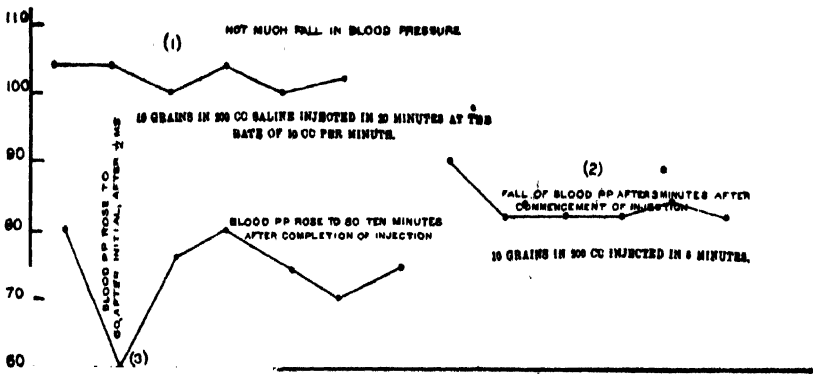 110
(1)
NOT MUCH FALL IN BLOOD PRESSURE
100
10 GRAINS IN 200 CC SALINE INJECTED IN 20 MINUTES AT THE
RATE OF 10 CC PER MINUTE.
90
(2)
FALL OF BLOOD PP AFTER 5 MINUTES AFTER
COMMENCEMENT OF INJECTION
10 GRAINS IN 200 CC INJECTED IN 5 MINUTES.
80
BLOOD PP ROSE TO 80 TEN MINUTES
AFTER COMPLETION OF INJECTION
BLOOD PP ROSE TO
60, AFTER INITIAL, AFTER ½
70
60
(3)